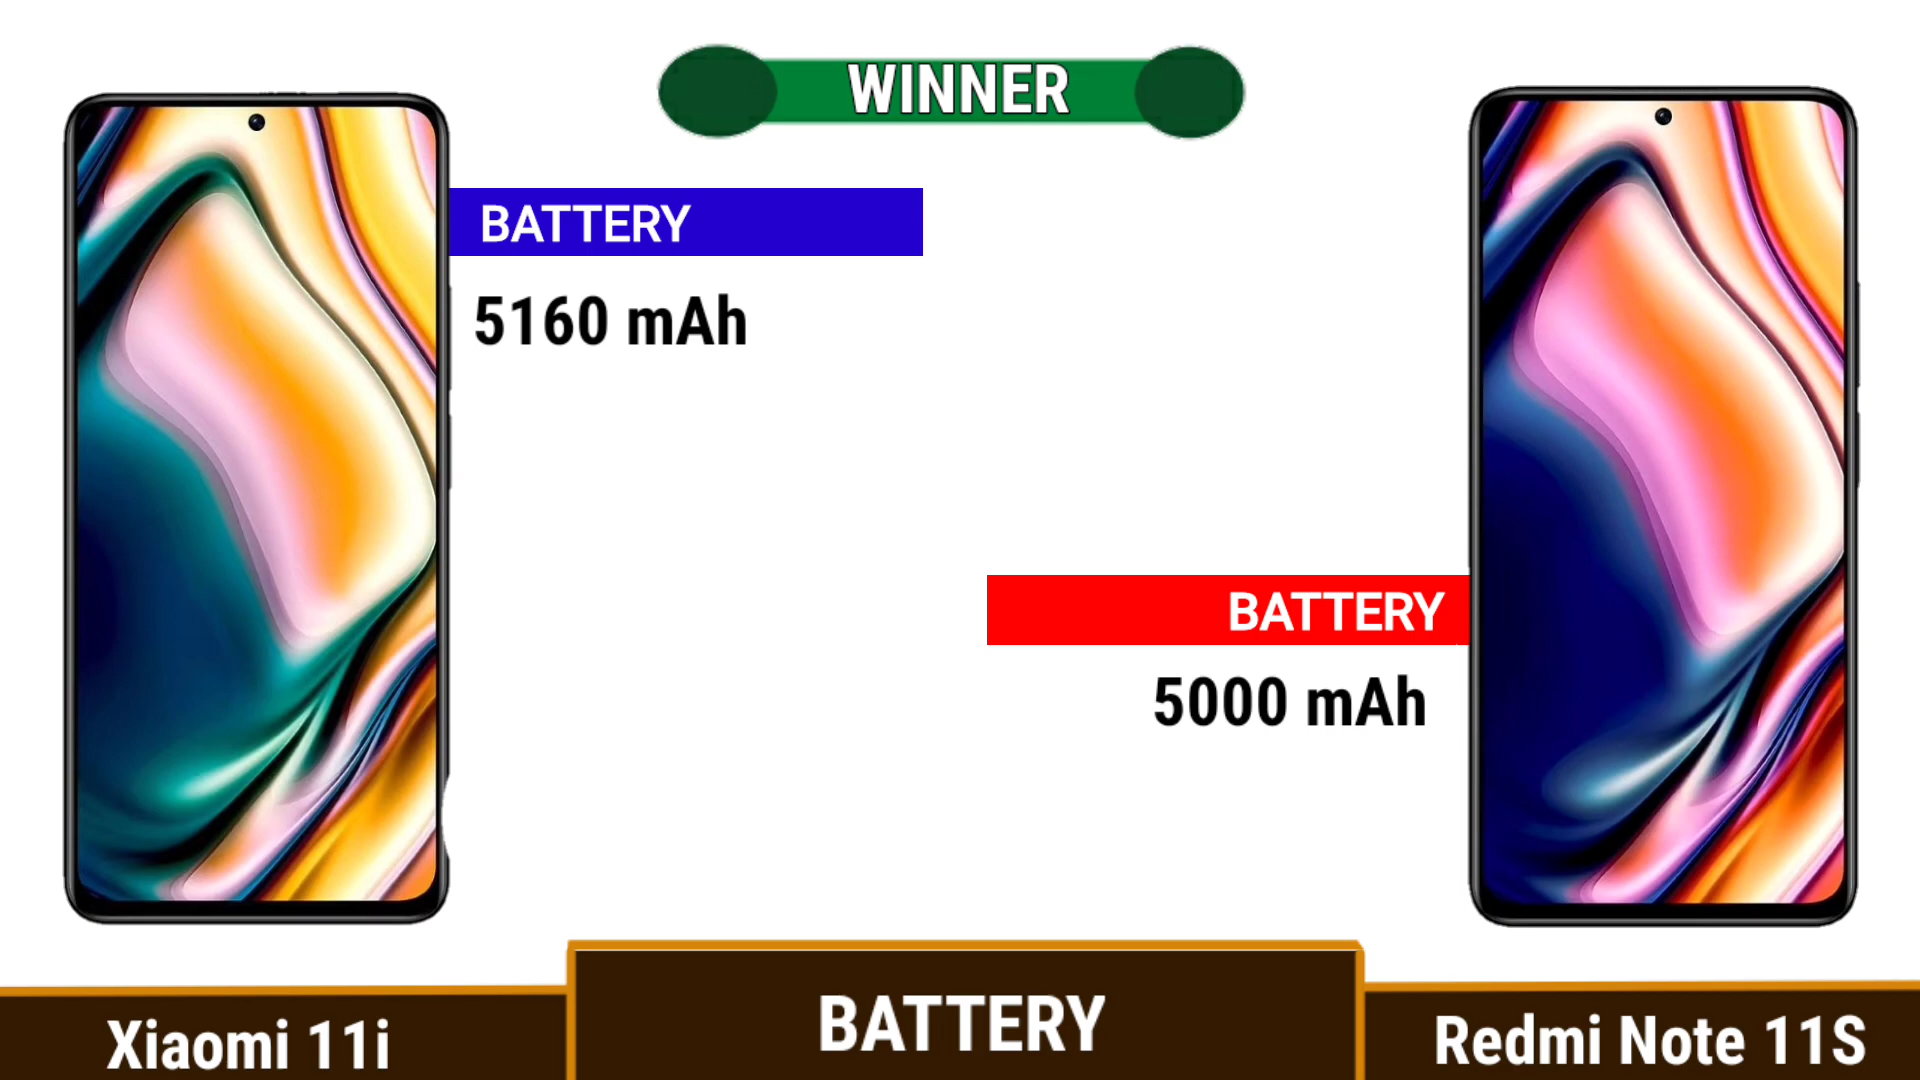 WINNER
BATTERY
5160 mAh
BATTERY
5000 mAh
Xiaomi 11i
BATTERY
Redmi Note 11S